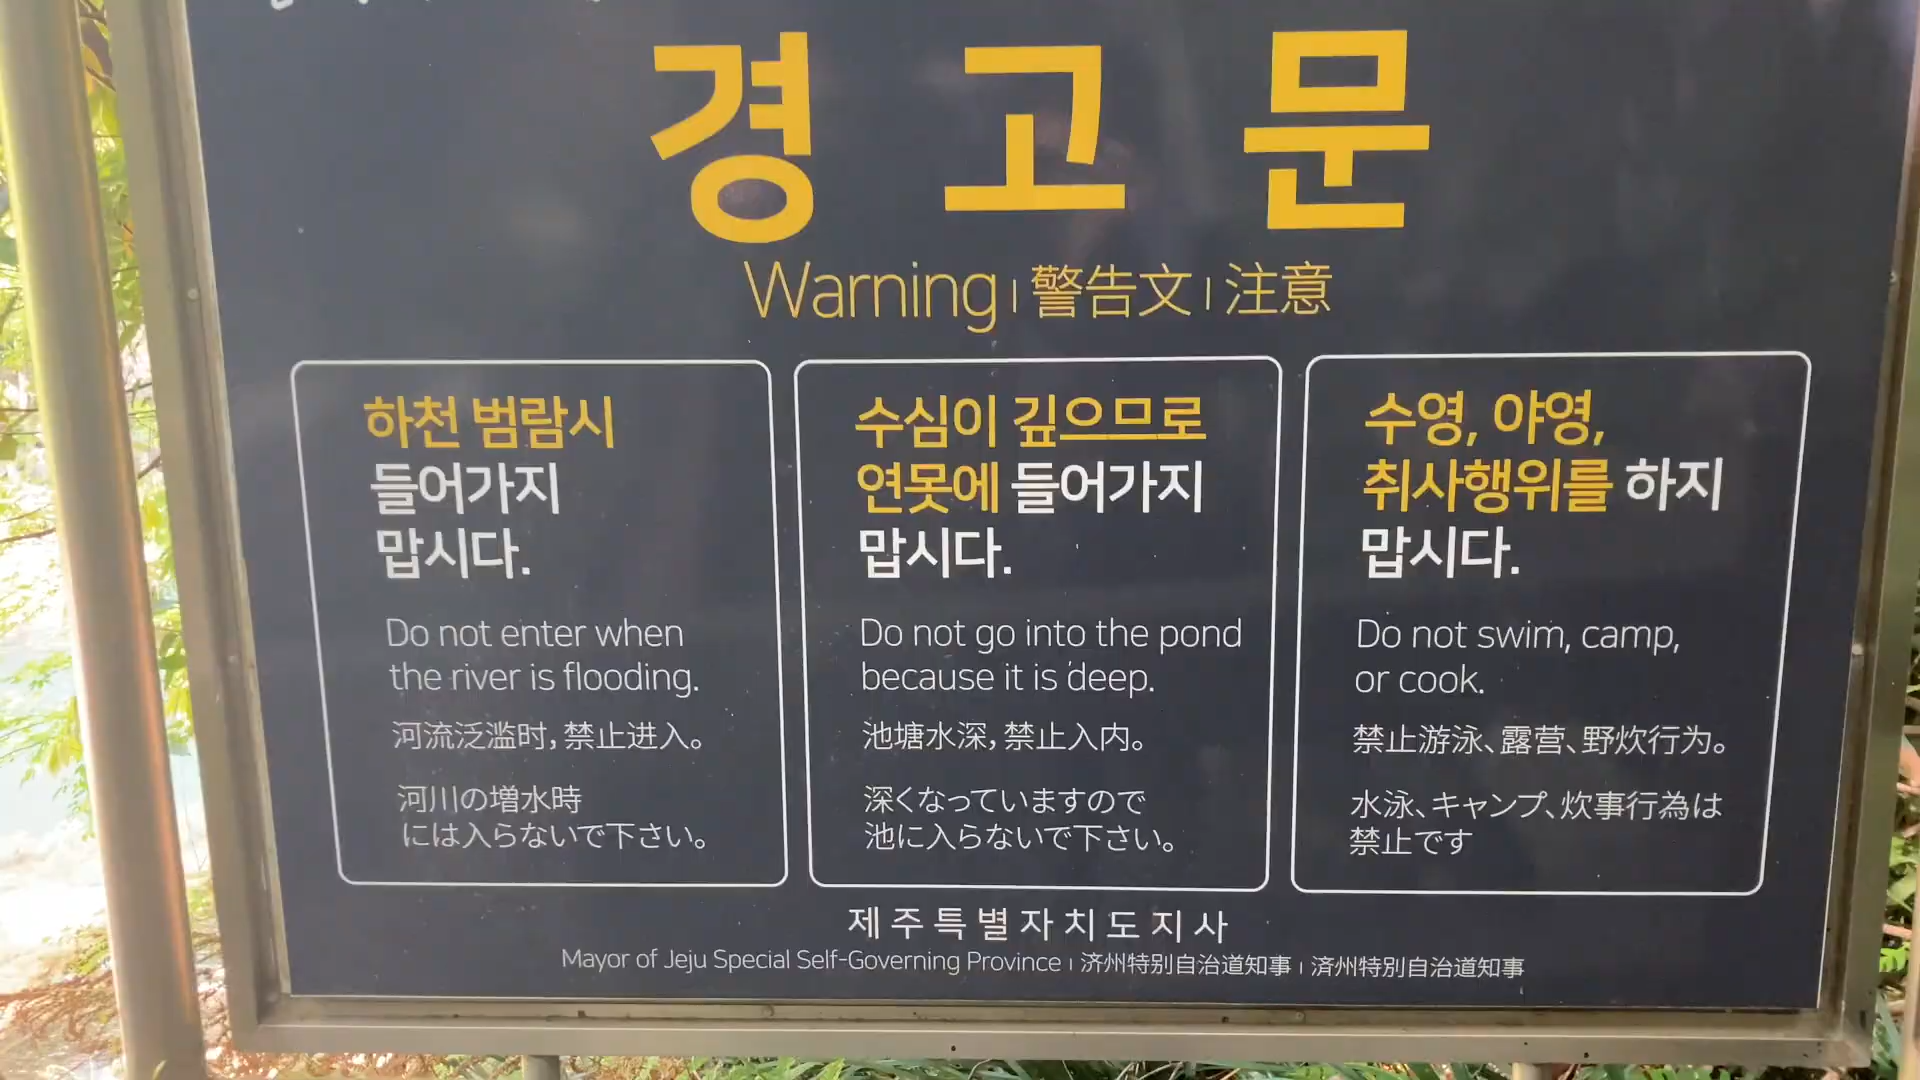 경고문
Warning | 警告文 | 注意
하천 범람시
들어가지
맙시다.
Do not enter when
the river is flooding.
河流泛滥时,禁止进入。
河川の増水時
には入らないで下さい。
수심이 깊으므로
연못에 들어가지
맙시다.
Do not go into the pond
because it is deep.
池塘水深,禁止入内。
深くなっていますので
池に入らないで下さい。
수영, 야영,
취사행위를 하지
맙시다.
Do not swim, camp,
or cook.
禁止游泳、露营、野炊行为。
水泳、キャンプ、炊事行為は
禁止です
제주특별자치도지사
Mayor of Jeju Special Self-Governing Province | 济州特别自治道知事 | 済州特別自治道知事